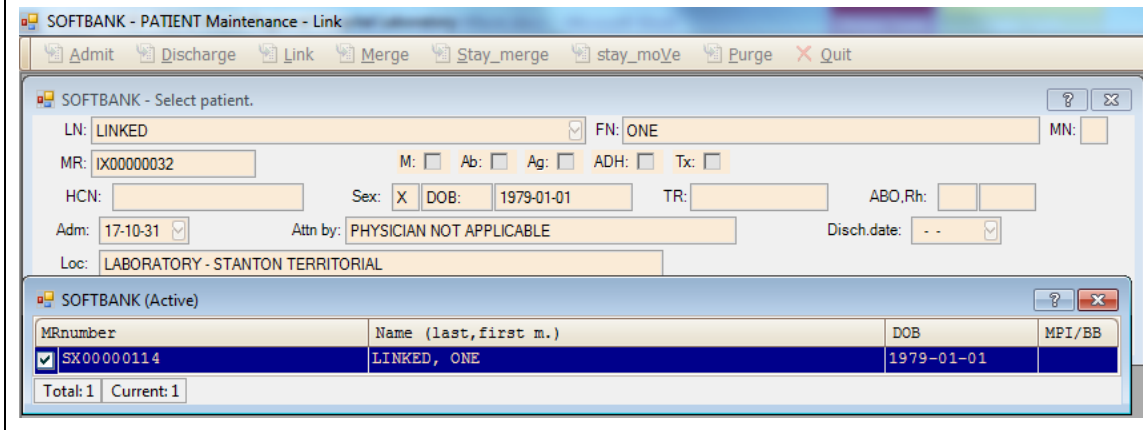 SOFTBANK - PATIENT Maintenance - Link
Admit Discharge Link Merge Stay_merge stay_moVe Purge Quit
SOFTBANK - Select patient.
LN: LINKED FN: ONE MN:
MR: IX00000032 M: Ab: Ag: ADH: Tx:
HCN: Sex: X DOB: 1979-01-01 TR: ABO,Rh:
Adm: 17-10-31 Attn by: PHYSICIAN NOT APPLICABLE Disch.date: - -
Loc: LABORATORY - STANTON TERRITORIAL
SOFTBANK (Active)
MRnumber Name (last,first m.) DOB MPI/BB
SX00000114 LINKED, ONE 1979-01-01
Total: 1 Current: 1